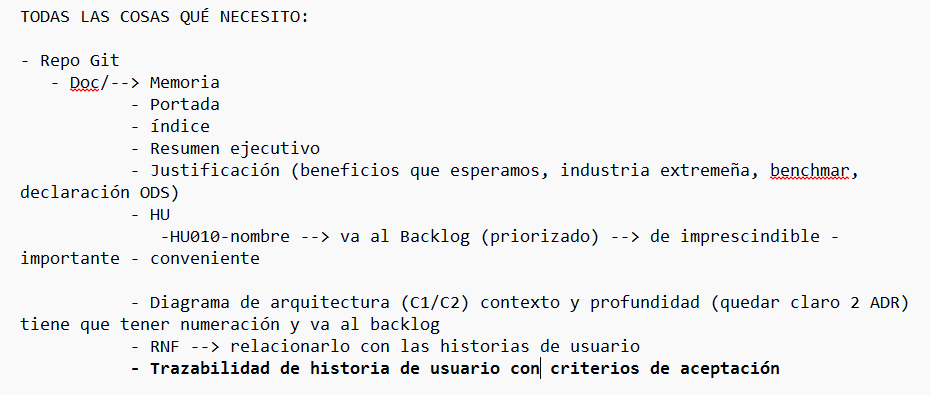 TODAS LAS COSAS QUÉ NECESITO:
- Repo Git
- Doc/--> Memoria
- Portada
- índice
- Resumen ejecutivo
- Justificación (beneficios que esperamos, industria extremeña, benchmar,
declaración ODS)
- HU
-HU010-nombre --> va al Backlog (priorizado) --> de imprescindible -
importante - conveniente
- Diagrama de arquitectura (C1/C2) contexto y profundidad (quedar claro 2 ADR)
tiene que tener numeración y va al backlog
- RNF --> relacionarlo con las historias de usuario
- Trazabilidad de historia de usuario con criterios de aceptación